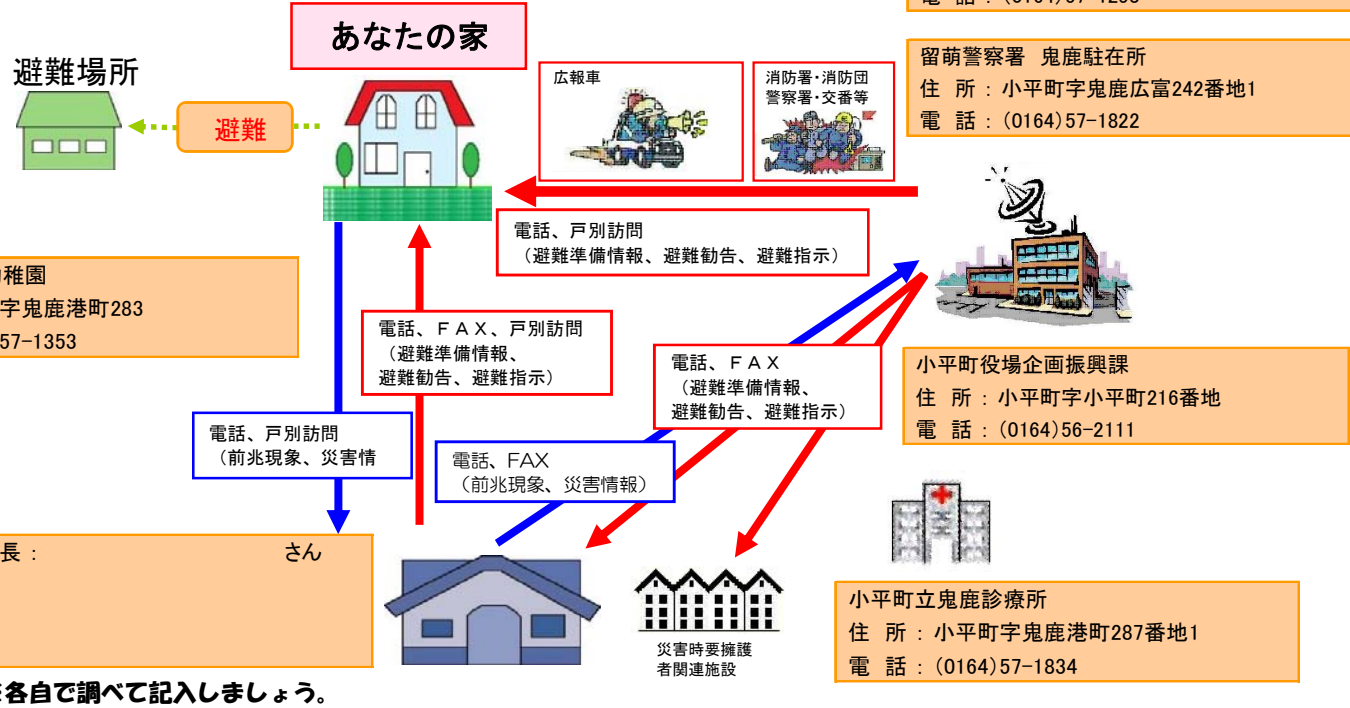 あなたの家
避難場所
避難
広報車
消防署・消防団
警察署・交番等
留萌警察署 鬼鹿駐在所
住 所：小平町字鬼鹿広富242番地1
電 話：(0164)57-1822
電話、戸別訪問
（避難準備情報、避難勧告、避難指示）
稚園
字鬼鹿港町283
57-1353
電話、ＦＡＸ、戸別訪問
（避難準備情報、
避難勧告、避難指示）
電話、ＦＡＸ
（避難準備情報、
避難勧告、避難指示）
小平町役場企画振興課
住 所：小平町字小平町216番地
電 話：(0164)56-2111
電話、戸別訪問
（前兆現象、災害情
電話、FAX
（前兆現象、災害情報）
長： さん
災害時要擁護
者関連施設
小平町立鬼鹿診療所
住 所：小平町字鬼鹿港町287番地1
電 話：(0164)57-1834
各自で調べて記入しましょう。